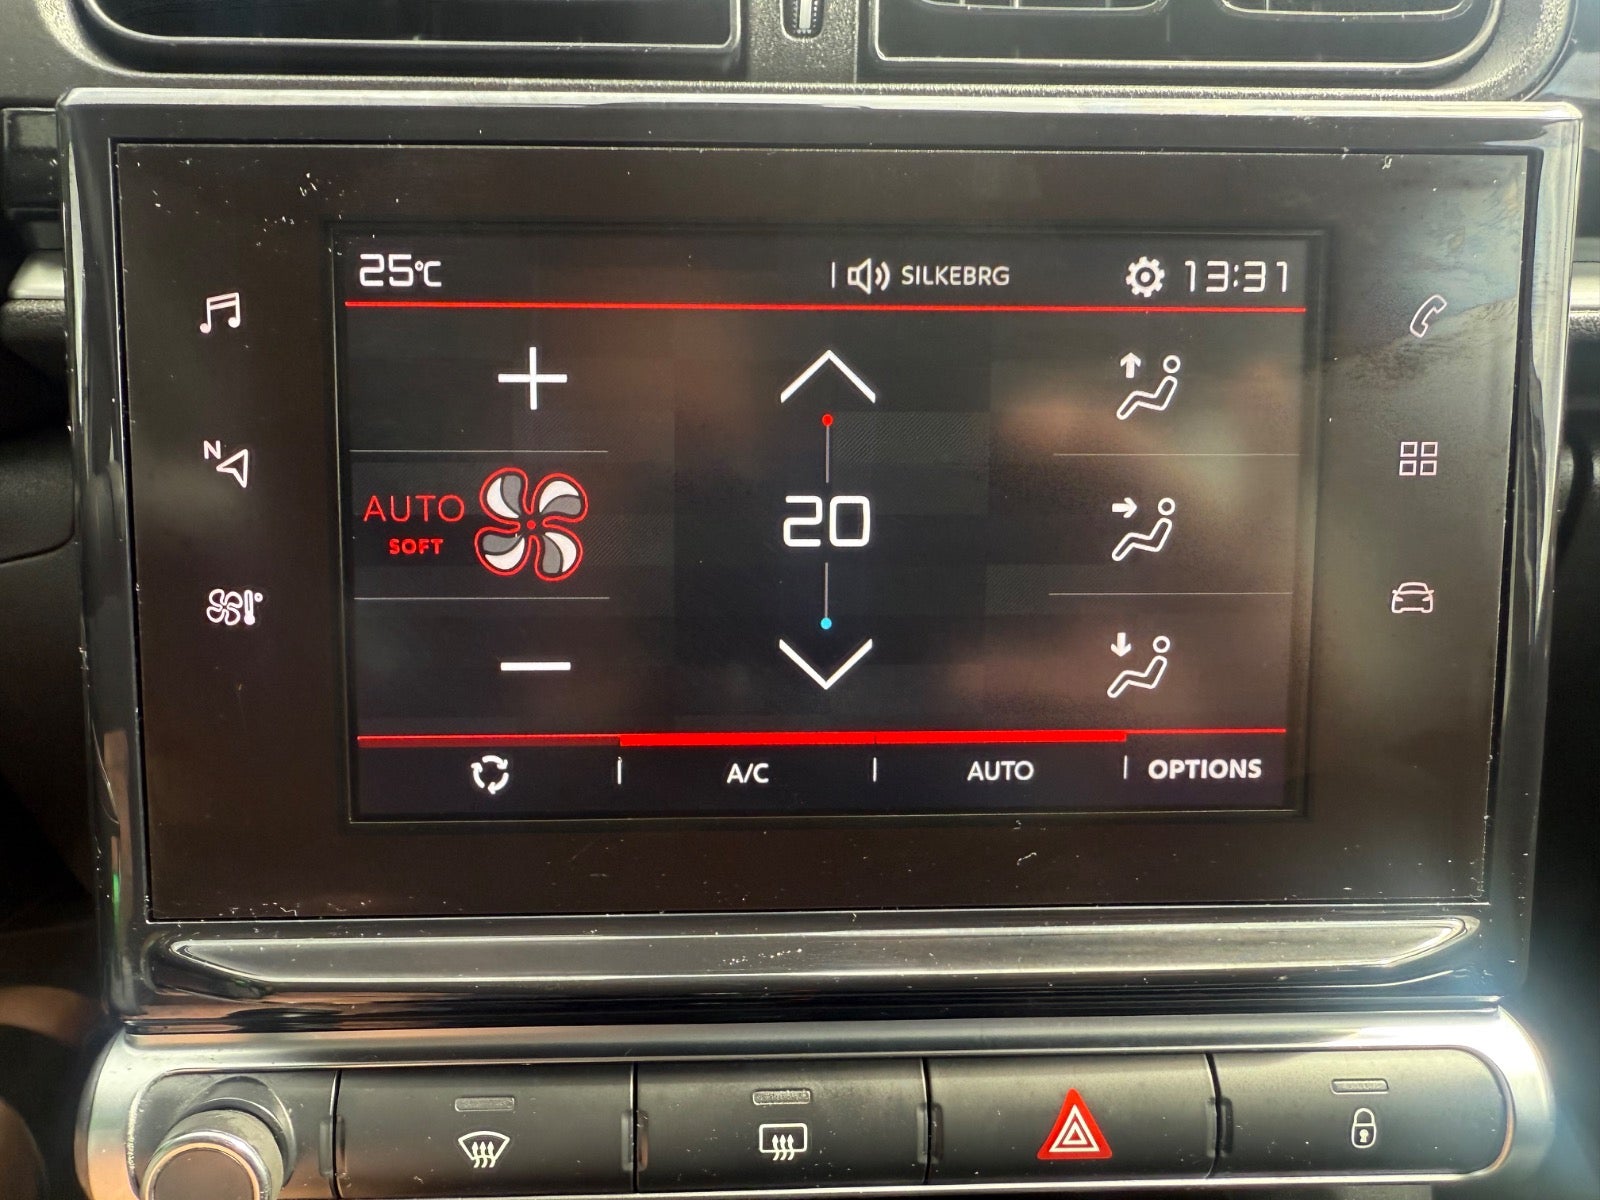 25°C
SILKEBRG
13:31
N
AUTO
SOFT
20
A/C
AUTO
OPTIONS